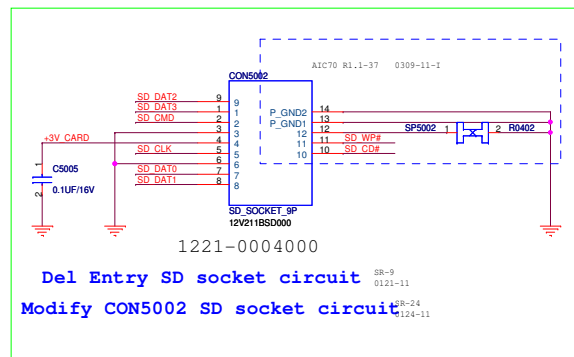 AIC70 R1.1-37 0309-11-I
CON5002
SD_DAT2 9 9
SD_DAT3 1 1 P_GND2 14
SD_CMD 2 2 P_GND1 13
3 3 12 12 SP5002 1 2 R0402
+3V_CARD 4 4 11 11 SD_WP#
SD_CLK 5 5 10 10 SD_CD#
6 6
SD_DAT0 7 7
SD_DAT1 8 8
1
C5005
0.1UF/16V
2
SD_SOCKET_9P
12V211BSD000
1221-0004000
Del Entry SD socket circuit SR-9
0121-11
Modify CON5002 SD socket circuit SR-24
0124-11